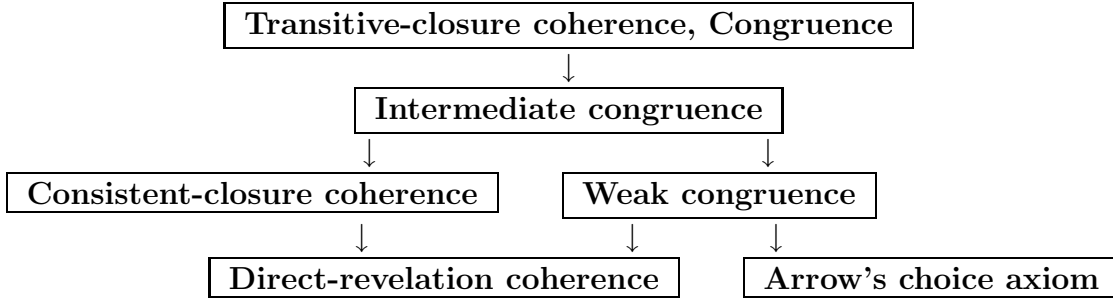 Transitive-closure coherence, Congruence
↓
Intermediate congruence
↓ ↓
Consistent-closure coherence Weak congruence
↓ ↓ ↓
Direct-revelation coherence Arrow's choice axiom